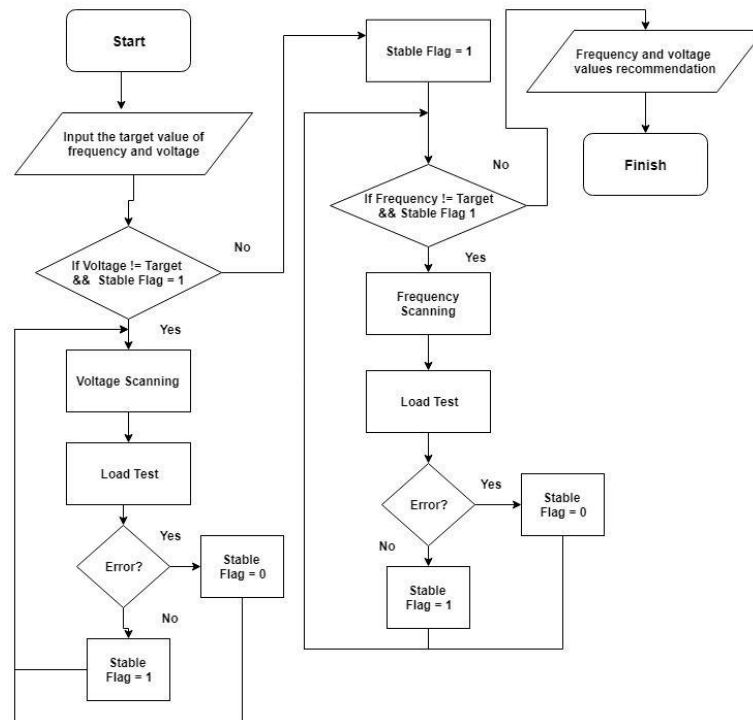 Start
Input the target value of
frequency and voltage
If Voltage != Target
&& Stable Flag = 1
No
Yes
Voltage Scanning
Load Test
Error?
Yes
Stable
Flag = 0
No
Stable
Flag = 1
Stable Flag = 1
If Frequency != Target
&& Stable Flag 1
No
Yes
Frequency
Scanning
Load Test
Error?
Yes
Stable
Flag = 0
No
Stable
Flag = 1
Frequency and voltage
values recommendation
Finish